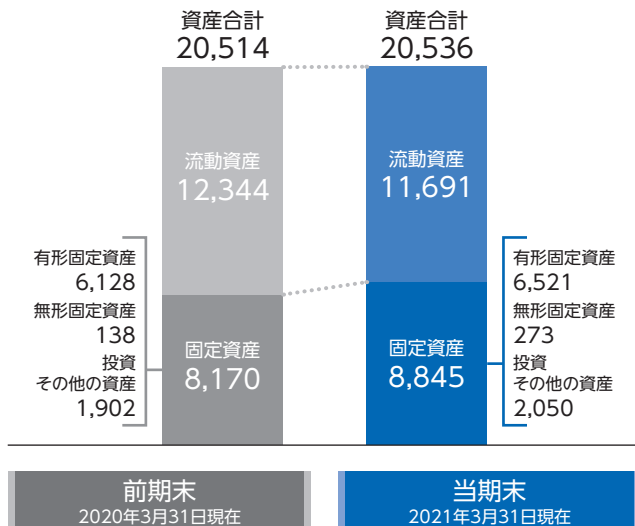 資産合計
20,514
流動資産
12,344
有形固定資産
6,128
無形固定資産
138
投資
その他の資産
1,902
固定資産
8,170
資産合計
20,536
流動資産
11,691
固定資産
8,845
有形固定資産
6,521
無形固定資産
273
投資
その他の資産
2,050
前期末
2020年3月31日現在
当期末
2021年3月31日現在